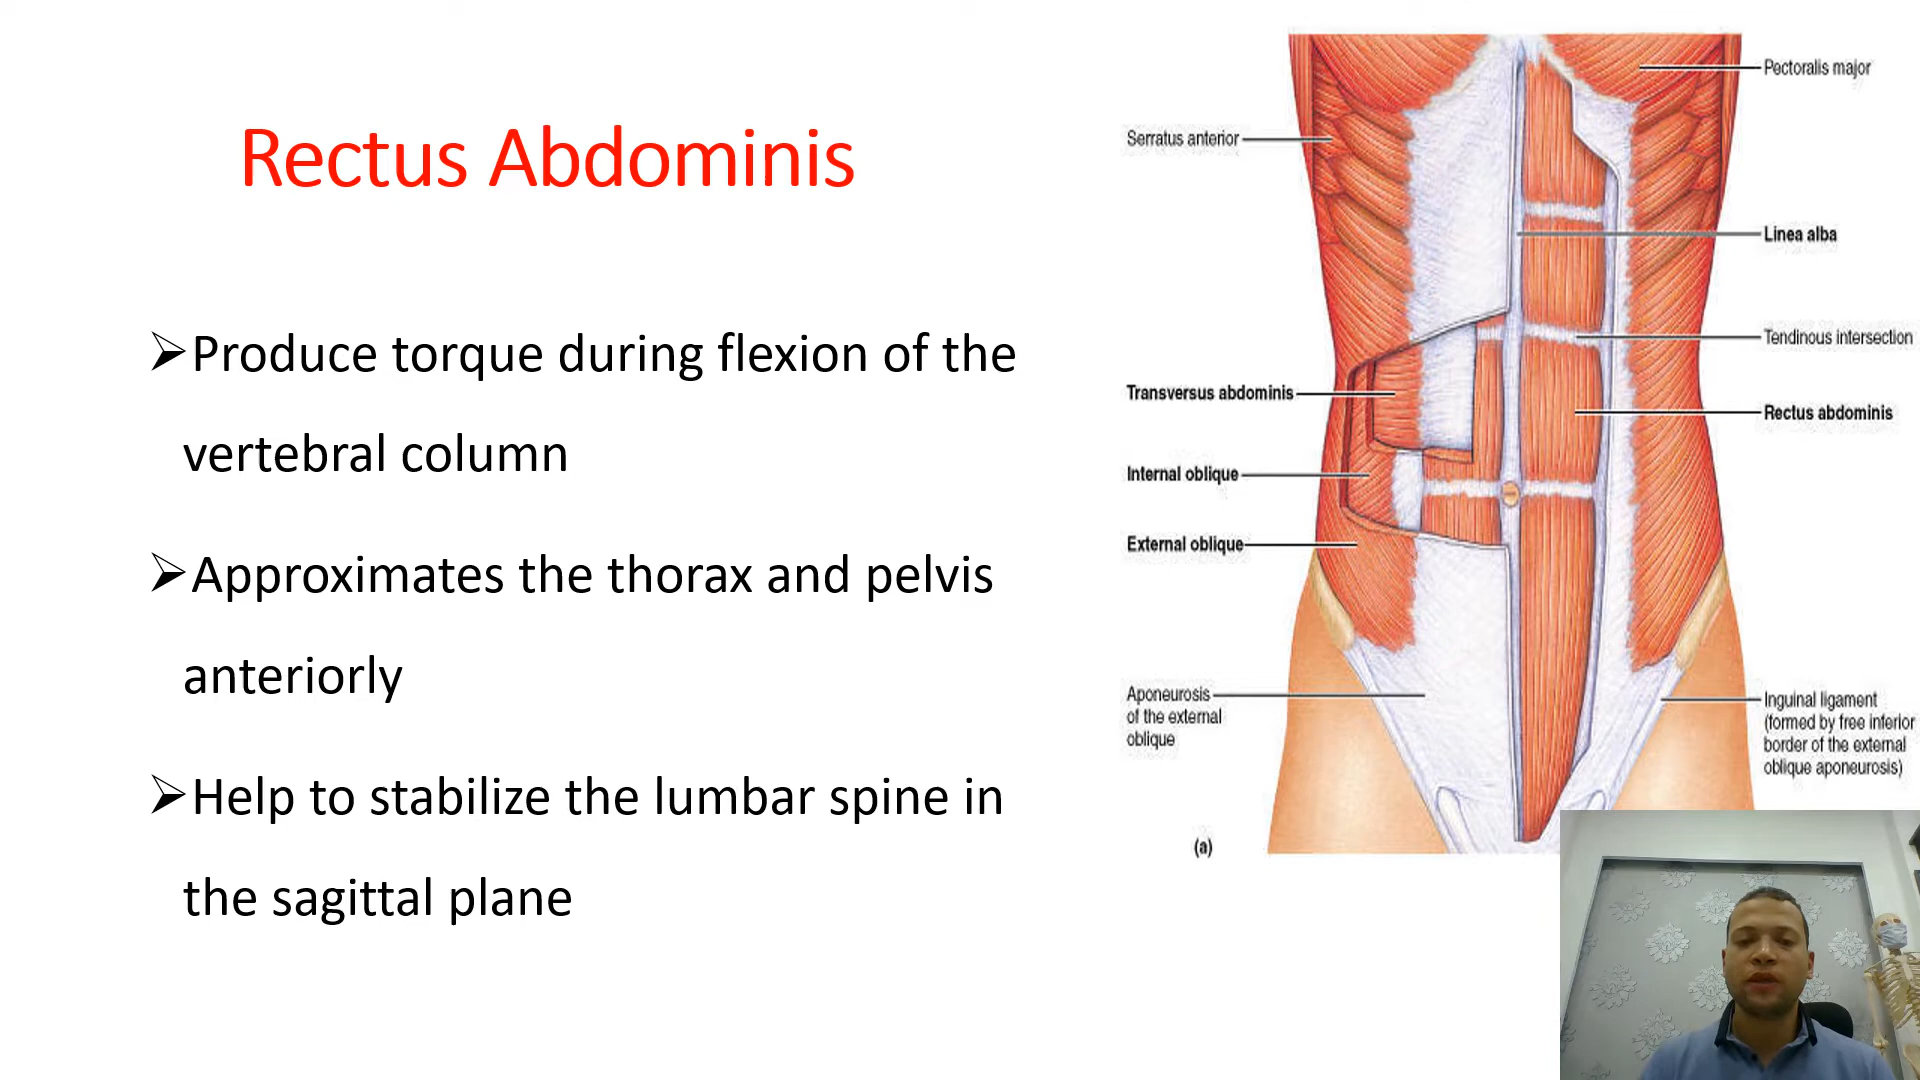 Rectus Abdominis
➢Produce torque during flexion of the
vertebral column
➢Approximates the thorax and pelvis
anteriorly
➢Help to stabilize the lumbar spine in
the sagittal plane
Pectoralis major
Serratus anterior
Linea alba
Tendinous intersection
Transversus abdominis
Rectus abdominis
Internal oblique
External oblique
Aponeurosis
of the external
oblique
Inguinal ligament
(formed by free inferior
border of the external
oblique aponeurosis)
(a)